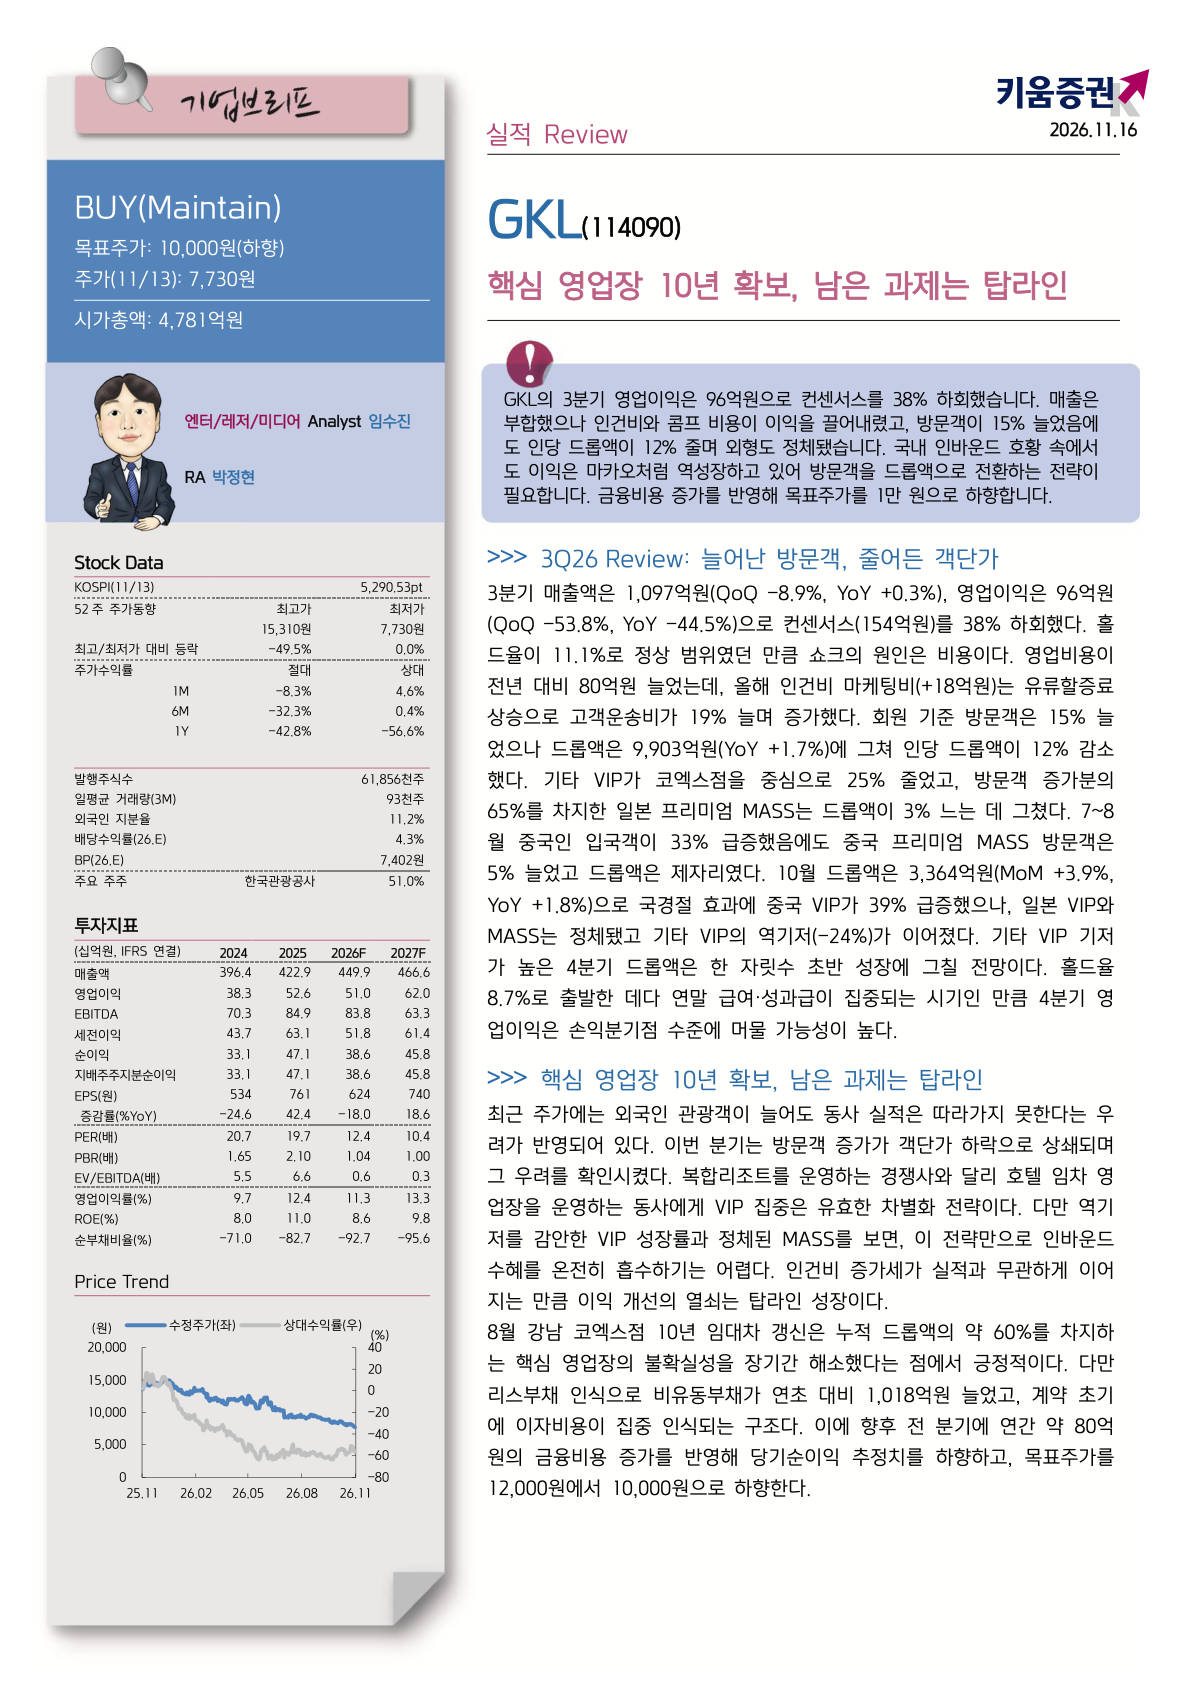 기업브리프
키움증권
2026.11.16
실적 Review
BUY(Maintain)
목표주가: 10,000원(하향)
주가(11/13): 7,730원
시가총액: 4,781억원
엔터/레저/미디어 Analyst 임수진
RA 박정현
Stock Data
KOSPI(11/13) 5,290.53pt
52 주 주가동향 최고가 최저가
15,310원 7,730원
최고/최저가 대비 등락 -49.5% 0.0%
주가수익률 절대 상대
1M -8.3% 4.6%
6M -32.3% 0.4%
1Y -42.8% -56.6%
발행주식수 61,856천주
일평균 거래량(3M) 93천주
외국인 지분율 11.2%
배당수익률(26.E) 4.3%
BP(26.E) 7,402원
주요 주주 한국관광공사 51.0%
투자지표
(십억원, IFRS 연결) 2024 2025 2026F 2027F
매출액 396.4 422.9 449.9 466.6
영업이익 38.3 52.6 51.0 62.0
EBITDA 70.3 84.9 83.8 63.3
세전이익 43.7 63.1 51.8 61.4
순이익 33.1 47.1 38.6 45.8
지배주주지분순이익 33.1 47.1 38.6 45.8
EPS(원) 534 761 624 740
증감률(%YoY) -24.6 42.4 -18.0 18.6
PER(배) 20.7 19.7 12.4 10.4
PBR(배) 1.65 2.10 1.04 1.00
EV/EBITDA(배) 5.5 6.6 0.6 0.3
영업이익률(%) 9.7 12.4 11.3 13.3
ROE(%) 8.0 11.0 8.6 9.8
순부채비율(%) -71.0 -82.7 -92.7 -95.6
Price Trend
(원) 수정주가(좌) 상대수익률(우) (%)
20,000 40
20
15,000 0
10,000 -20
-40
5,000 -60
0 -80
25.11 26.02 26.05 26.08 26.11
GKL(114090)
핵심 영업장 10년 확보, 남은 과제는 탑라인
GKL의 3분기 영업이익은 96억원으로 컨센서스를 38% 하회했습니다. 매출은
부합했으나 인건비와 콤프 비용이 이익을 끌어내렸고, 방문객이 15% 늘었음에
도 인당 드롭액이 12% 줄며 외형도 정체됐습니다. 국내 인바운드 호황 속에서
도 이익은 마카오처럼 역성장하고 있어 방문객을 드롭액으로 전환하는 전략이
필요합니다. 금융비용 증가를 반영해 목표주가를 1만 원으로 하향합니다.
>>> 3Q26 Review: 늘어난 방문객, 줄어든 객단가
3분기 매출액은 1,097억원(QoQ -8.9%, YoY +0.3%), 영업이익은 96억원
(QoQ -53.8%, YoY -44.5%)으로 컨센서스(154억원)를 38% 하회했다. 홀
드율이 11.1%로 정상 범위였던 만큼 쇼크의 원인은 비용이다. 영업비용이
전년 대비 80억원 늘었는데, 올해 인건비 마케팅비(+18억원)는 유류할증료
상승으로 고객운송비가 19% 늘며 증가했다. 회원 기준 방문객은 15% 늘
었으나 드롭액은 9,903억원(YoY +1.7%)에 그쳐 인당 드롭액이 12% 감소
했다. 기타 VIP가 코엑스점을 중심으로 25% 줄었고, 방문객 증가분의
65%를 차지한 일본 프리미엄 MASS는 드롭액이 3% 느는 데 그쳤다. 7~8
월 중국인 입국객이 33% 급증했음에도 중국 프리미엄 MASS 방문객은
5% 늘었고 드롭액은 제자리였다. 10월 드롭액은 3,364억원(MoM +3.9%,
YoY +1.8%)으로 국경절 효과에 중국 VIP가 39% 급증했으나, 일본 VIP와
MASS는 정체됐고 기타 VIP의 역기저(-24%)가 이어졌다. 기타 VIP 기저
가 높은 4분기 드롭액은 한 자릿수 초반 성장에 그칠 전망이다. 홀드율
8.7%로 출발한 데다 연말 급여·성과급이 집중되는 시기인 만큼 4분기 영
업이익은 손익분기점 수준에 머물 가능성이 높다.
>>> 핵심 영업장 10년 확보, 남은 과제는 탑라인
최근 주가에는 외국인 관광객이 늘어도 동사 실적은 따라가지 못한다는 우
려가 반영되어 있다. 이번 분기는 방문객 증가가 객단가 하락으로 상쇄되며
그 우려를 확인시켰다. 복합리조트를 운영하는 경쟁사와 달리 호텔 임차 영
업장을 운영하는 동사에게 VIP 집중은 유효한 차별화 전략이다. 다만 역기
저를 감안한 VIP 성장률과 정체된 MASS를 보면, 이 전략만으로 인바운드
수혜를 온전히 흡수하기는 어렵다. 인건비 증가세가 실적과 무관하게 이어
지는 만큼 이익 개선의 열쇠는 탑라인 성장이다.
8월 강남 코엑스점 10년 임대차 갱신은 누적 드롭액의 약 60%를 차지하
는 핵심 영업장의 불확실성을 장기간 해소했다는 점에서 긍정적이다. 다만
리스부채 인식으로 비유동부채가 연초 대비 1,018억원 늘었고, 계약 초기
에 이자비용이 집중 인식되는 구조다. 이에 향후 전 분기에 연간 약 80억
원의 금융비용 증가를 반영해 당기순이익 추정치를 하향하고, 목표주가를
12,000원에서 10,000원으로 하향한다.